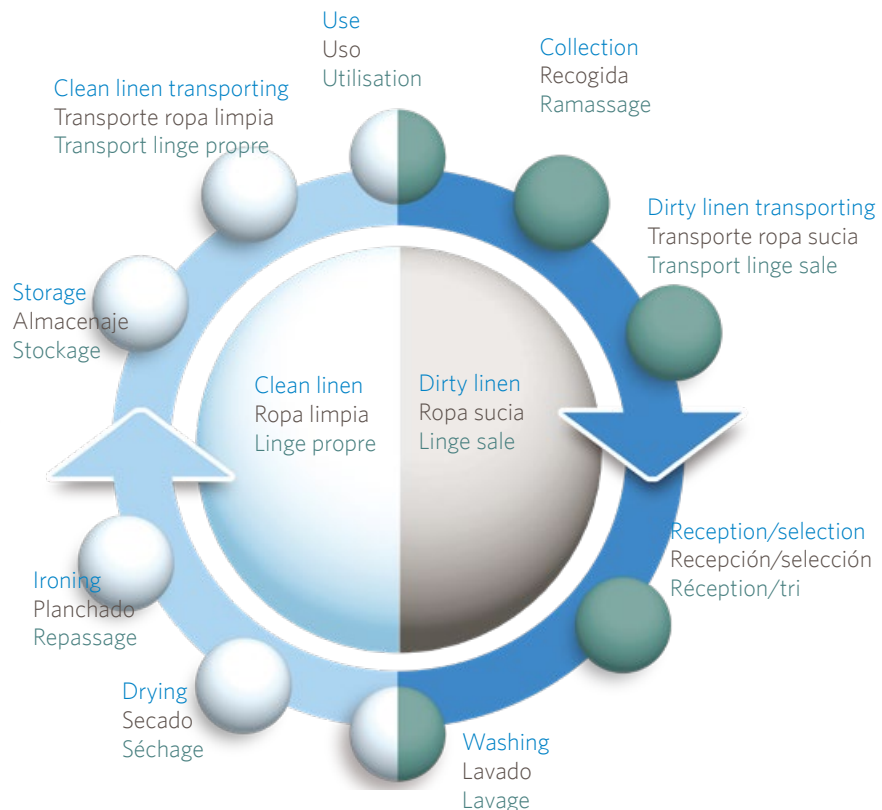 Use
Uso
Utilisation
Collection
Recogida
Ramassage
Clean linen transporting
Transporte ropa limpia
Transport linge propre
Dirty linen transporting
Transporte ropa sucia
Transport linge sale
Storage
Almacenaje
Stockage
Clean linen
Ropa limpia
Linge propre
Dirty linen
Ropa sucia
Linge sale
Reception/selection
Recepción/selección
Réception/tri
Ironing
Planchado
Repassage
Drying
Secado
Séchage
Washing
Lavado
Lavage